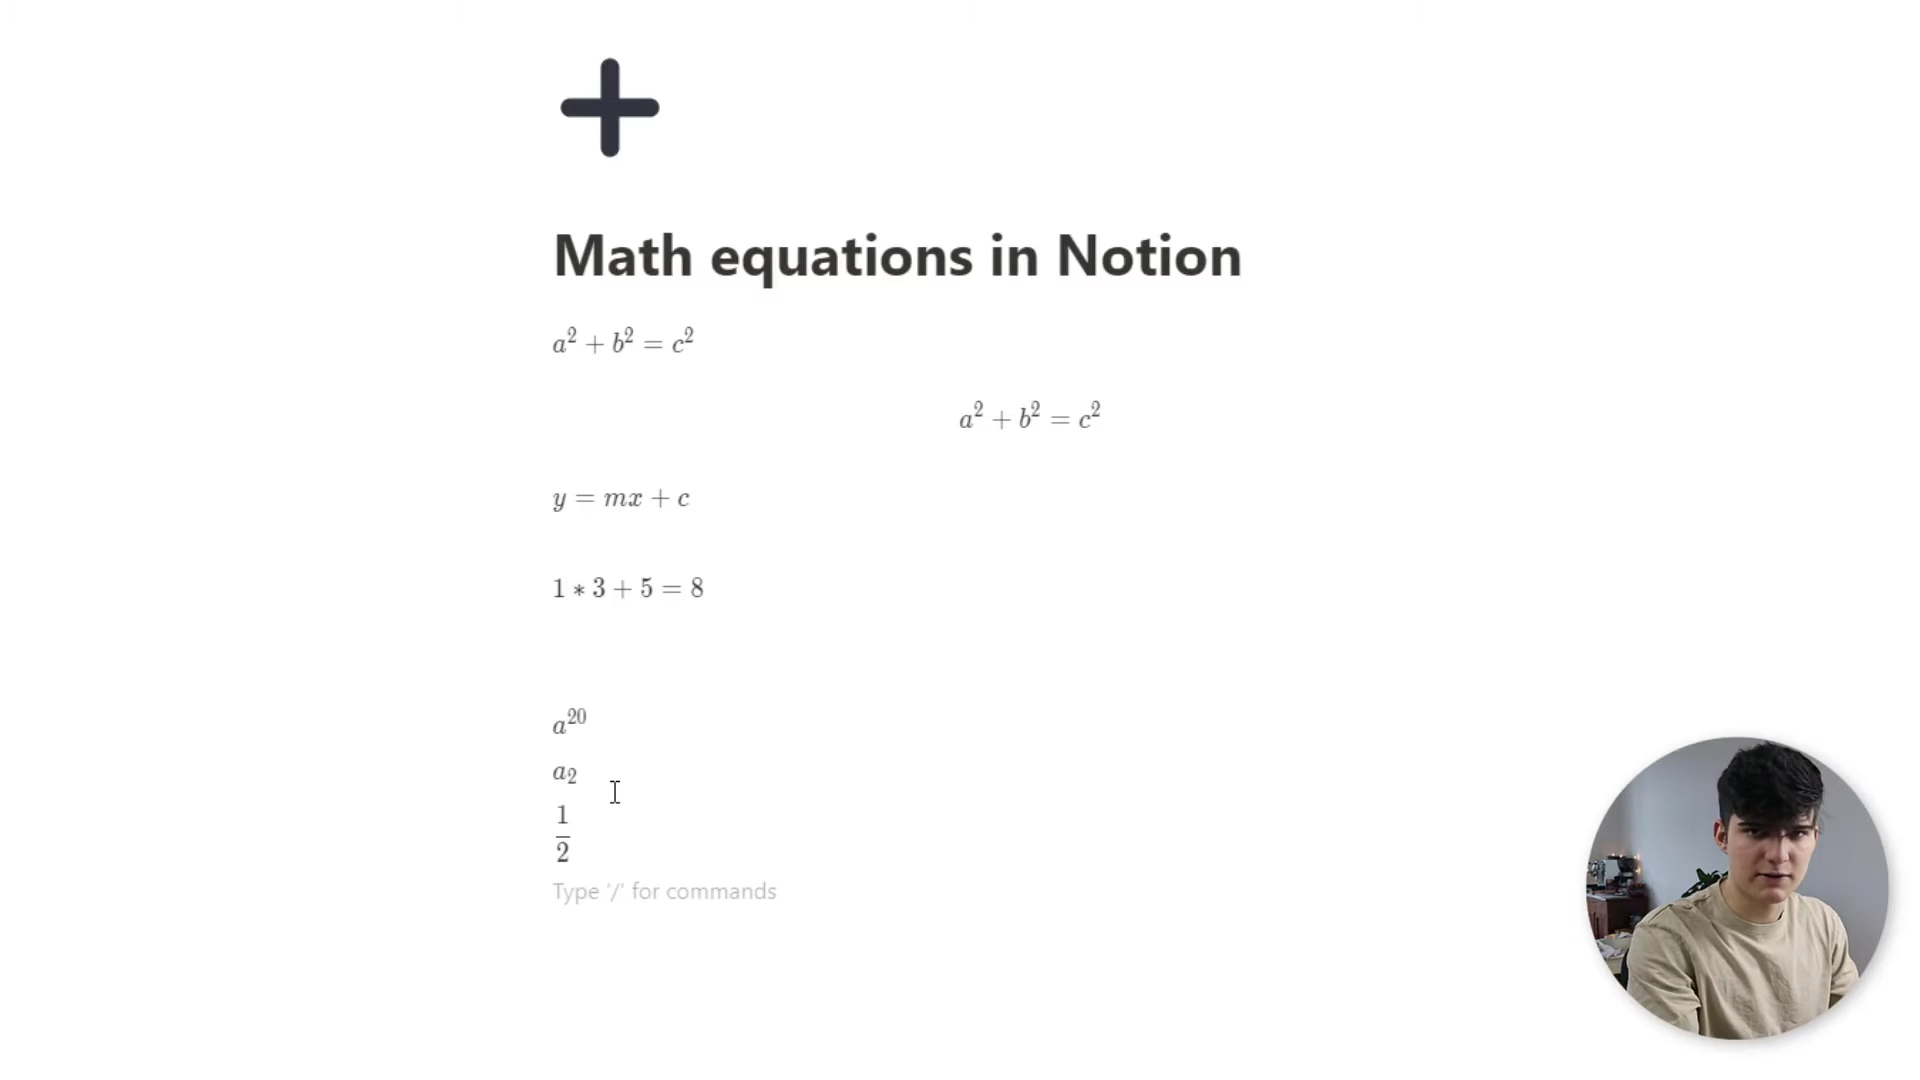 Math equations in Notion
a² + b² = c²
a² + b² = c²
y = mx + c
1 ∗ 3 + 5 = 8
a²⁰
a₂
1
2
Type '/' for commands